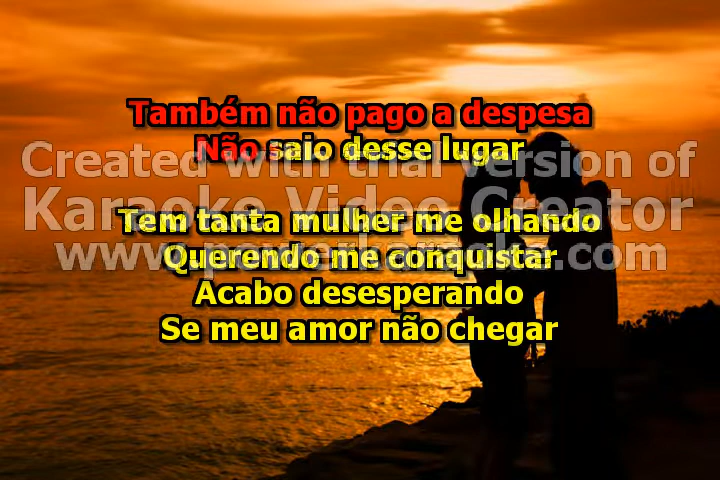 Também não pago a despesa
Não saio desse lugar
Created with trial version of
Karaoke Video Creator
Tem tanta mulher me olhando
www.powerkaraoke.com
Querendo me conquistar
Acabo desesperando
Se meu amor não chegar